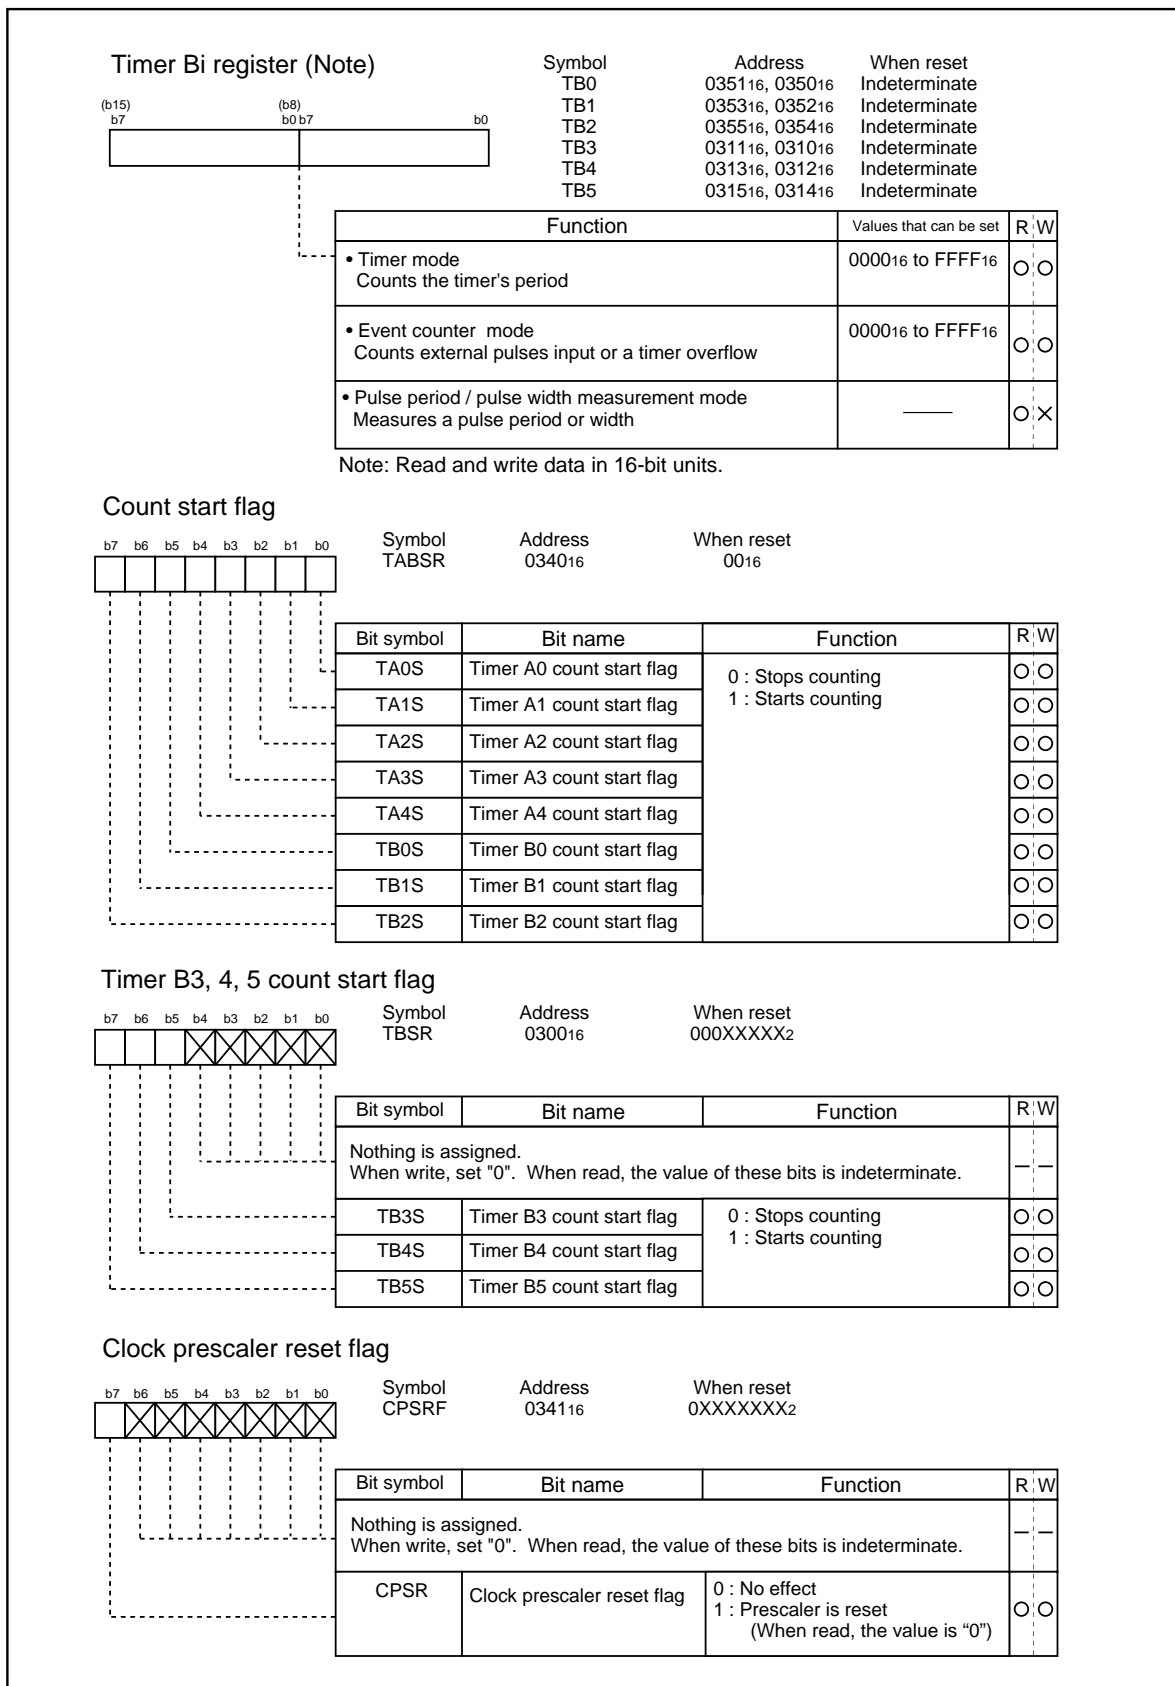 Timer Bi register (Note)
Symbol Address When reset
TB0 035116, 035016 Indeterminate
TB1 035316, 035216 Indeterminate
TB2 035516, 035416 Indeterminate
TB3 031116, 031016 Indeterminate
TB4 031316, 031216 Indeterminate
TB5 031516, 031416 Indeterminate
(b15) (b8)
b7 b0 b7 b0
Function Values that can be set R W
• Timer mode 000016 to FFFF16
Counts the timer's period
• Event counter mode 000016 to FFFF16
Counts external pulses input or a timer overflow
• Pulse period / pulse width measurement mode
Measures a pulse period or width
Note: Read and write data in 16-bit units.
Count start flag
Symbol Address When reset
TABSR 034016 0016
b7 b6 b5 b4 b3 b2 b1 b0
Bit symbol Bit name Function R W
TA0S Timer A0 count start flag 0 : Stops counting
TA1S Timer A1 count start flag 1 : Starts counting
TA2S Timer A2 count start flag
TA3S Timer A3 count start flag
TA4S Timer A4 count start flag
TB0S Timer B0 count start flag
TB1S Timer B1 count start flag
TB2S Timer B2 count start flag
Timer B3, 4, 5 count start flag
Symbol Address When reset
TBSR 030016 000XXXXX2
b7 b6 b5 b4 b3 b2 b1 b0
Bit symbol Bit name Function R W
Nothing is assigned.
When write, set "0". When read, the value of these bits is indeterminate.
TB3S Timer B3 count start flag 0 : Stops counting
TB4S Timer B4 count start flag 1 : Starts counting
TB5S Timer B5 count start flag
Clock prescaler reset flag
Symbol Address When reset
CPSRF 034116 0XXXXXXX2
b7 b6 b5 b4 b3 b2 b1 b0
Bit symbol Bit name Function R W
Nothing is assigned.
When write, set "0". When read, the value of these bits is indeterminate.
CPSR Clock prescaler reset flag 0 : No effect
1 : Prescaler is reset
(When read, the value is “0”)